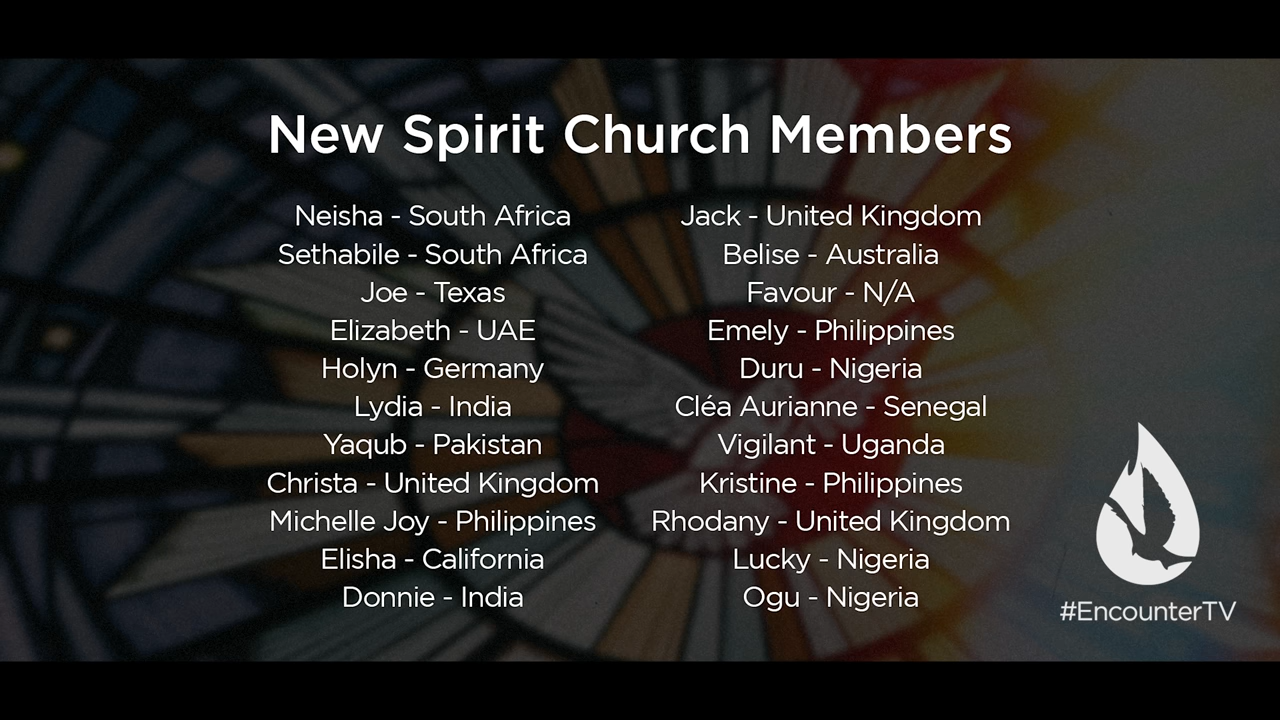 New Spirit Church Members
Neisha - South Africa
Sethabile - South Africa
Joe - Texas
Elizabeth - UAE
Holyn - Germany
Lydia - India
Yaqub - Pakistan
Christa - United Kingdom
Michelle Joy - Philippines
Elisha - California
Donnie - India
Jack - United Kingdom
Belise - Australia
Favour - N/A
Emely - Philippines
Duru - Nigeria
Cléa Aurianne - Senegal
Vigilant - Uganda
Kristine - Philippines
Rhodany - United Kingdom
Lucky - Nigeria
Ogu - Nigeria
#EncounterTV